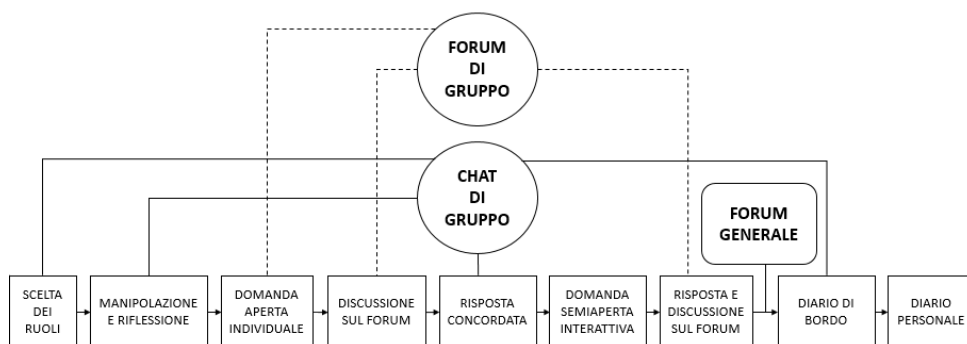 FORUM
DI
GRUPPO
CHAT
DI
GRUPPO
FORUM
GENERALE
SCELTA
DEI
RUOLI
MANIPOLAZIONE
E RIFLESSIONE
DOMANDA
APERTA
INDIVIDUALE
DISCUSSIONE
SUL FORUM
RISPOSTA
CONCORDATA
DOMANDA
SEMIAPERTA
INTERATTIVA
RISPOSTA E
DISCUSSIONE
SUL FORUM
DIARIO DI
BORDO
DIARIO
PERSONALE